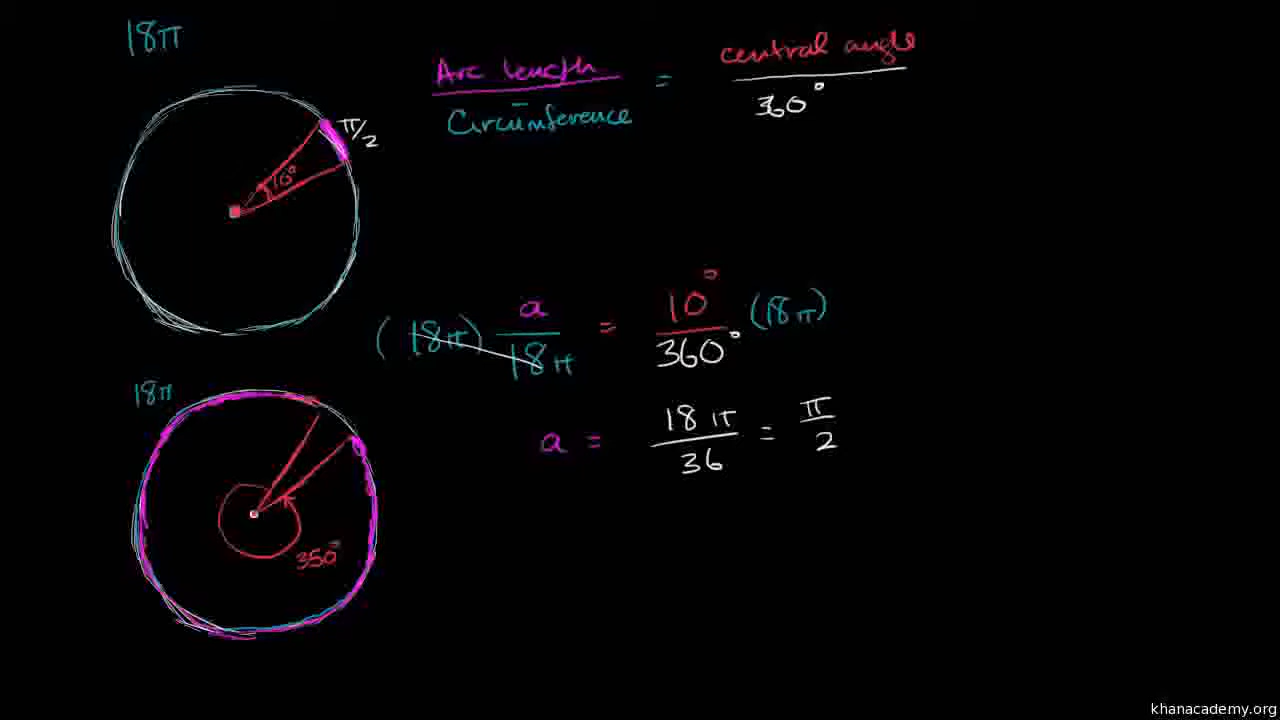 18π
Arc length / Circumference = central angle / 360°
π/2
10°
(18π) a / 18π = 10° / 360° (18π)
18π
a = 18π / 36 = π / 2
350°
khanacademy.org